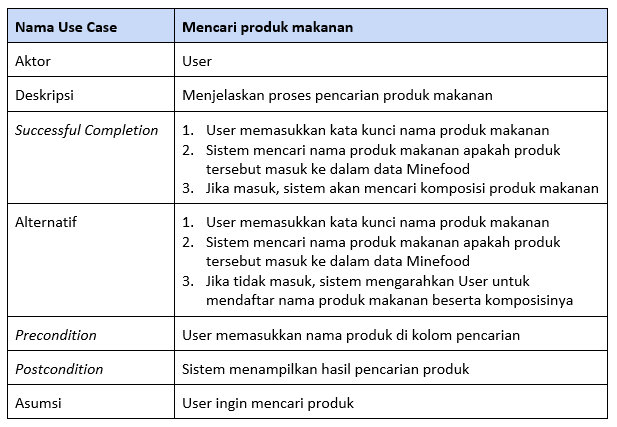 Nama Use Case
Mencari produk makanan
Aktor
User
Deskripsi
Menjelaskan proses pencarian produk makanan
Successful Completion
1. User memasukkan kata kunci nama produk makanan
2. Sistem mencari nama produk makanan apakah produk
tersebut masuk ke dalam data Minefood
3. Jika masuk, sistem akan mencari komposisi produk makanan
Alternatif
1. User memasukkan kata kunci nama produk makanan
2. Sistem mencari nama produk makanan apakah produk
tersebut masuk ke dalam data Minefood
3. Jika tidak masuk, sistem mengarahkan User untuk
mendaftar nama produk makanan beserta komposisinya
Precondition
User memasukkan nama produk di kolom pencarian
Postcondition
Sistem menampilkan hasil pencarian produk
Asumsi
User ingin mencari produk